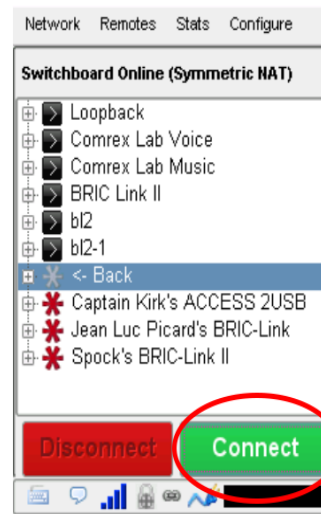 Network Remotes Stats Configure
Switchboard Online (Symmetric NAT)
Loopback
Comrex Lab Voice
Comrex Lab Music
BRIC Link II
bl2
bl2-1
<- Back
Captain Kirk's ACCESS 2USB
Jean Luc Picard's BRIC-Link
Spock's BRIC-Link II
Disconnect Connect